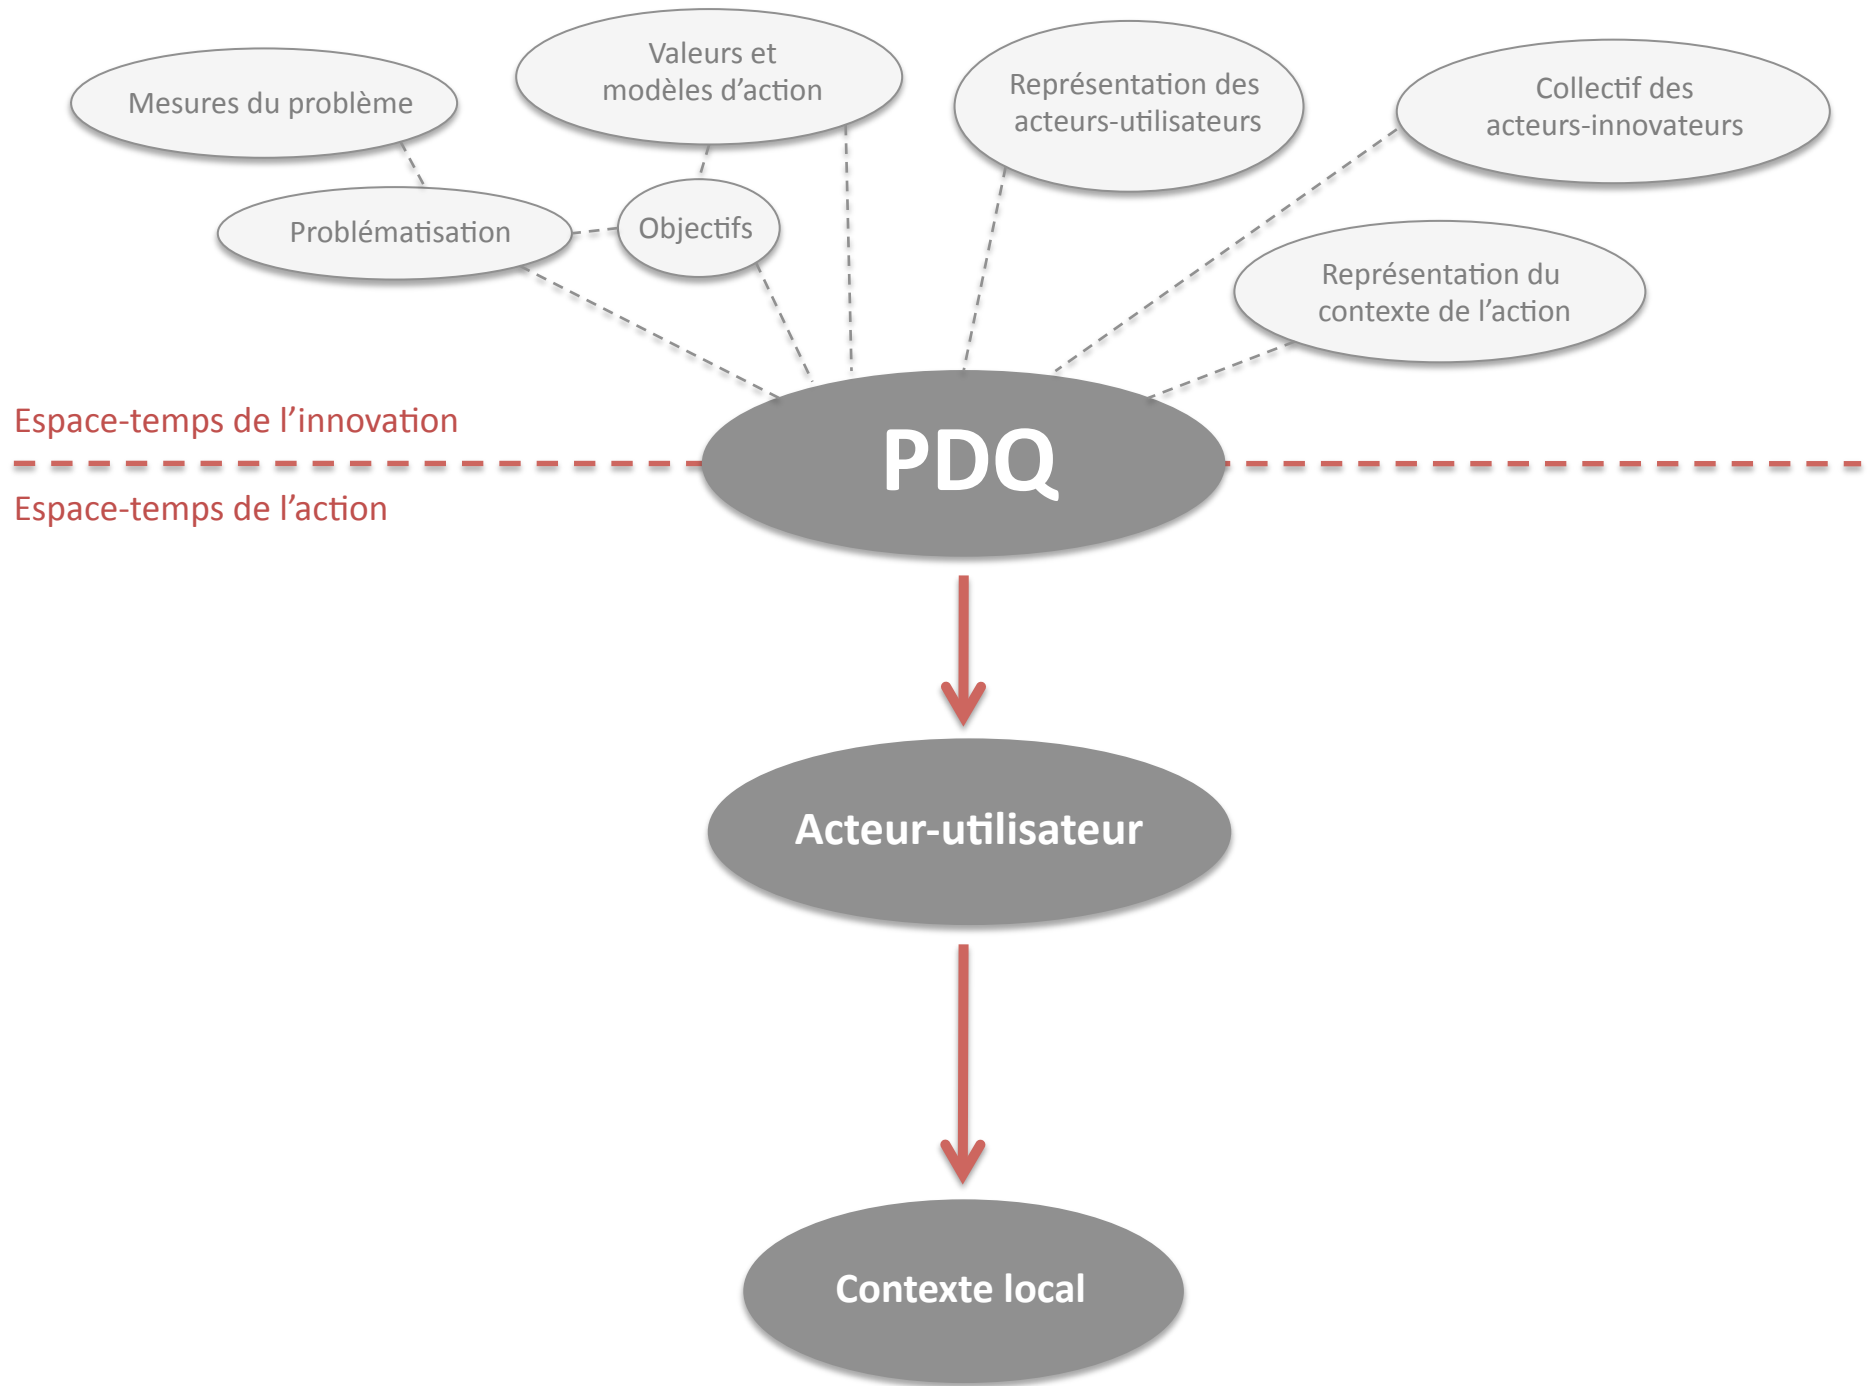 Mesures du problème
Valeurs et
modèles d’action
Représentation des
acteurs-utilisateurs
Collectif des
acteurs-innovateurs
Problématisation
Objectifs
Représentation du
contexte de l’action
Espace-temps de l’innovation
PDQ
Espace-temps de l’action
Acteur-utilisateur
Contexte local